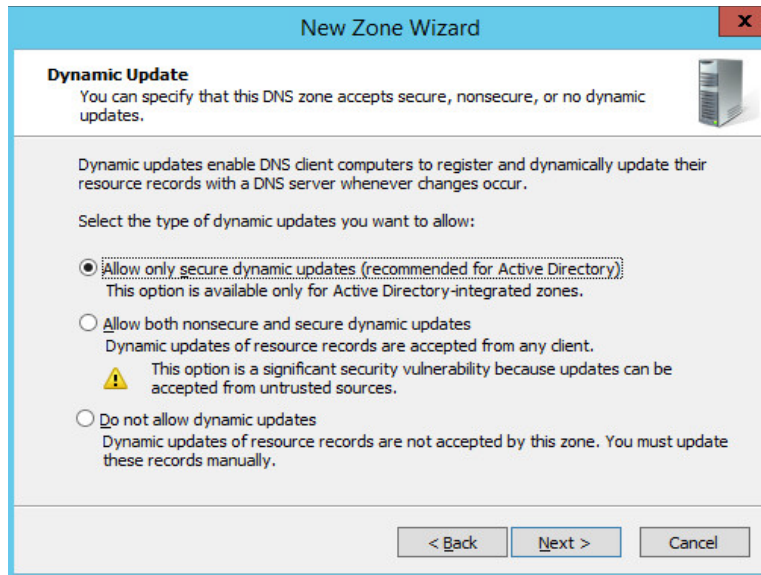 New Zone Wizard
x
Dynamic Update
You can specify that this DNS zone accepts secure, nonsecure, or no dynamic
updates.
Dynamic updates enable DNS client computers to register and dynamically update their
resource records with a DNS server whenever changes occur.
Select the type of dynamic updates you want to allow:
Allow only secure dynamic updates (recommended for Active Directory)
This option is available only for Active Directory-integrated zones.
Allow both nonsecure and secure dynamic updates
Dynamic updates of resource records are accepted from any client.
This option is a significant security vulnerability because updates can be
accepted from untrusted sources.
Do not allow dynamic updates
Dynamic updates of resource records are not accepted by this zone. You must update
these records manually.
< Back Next > Cancel